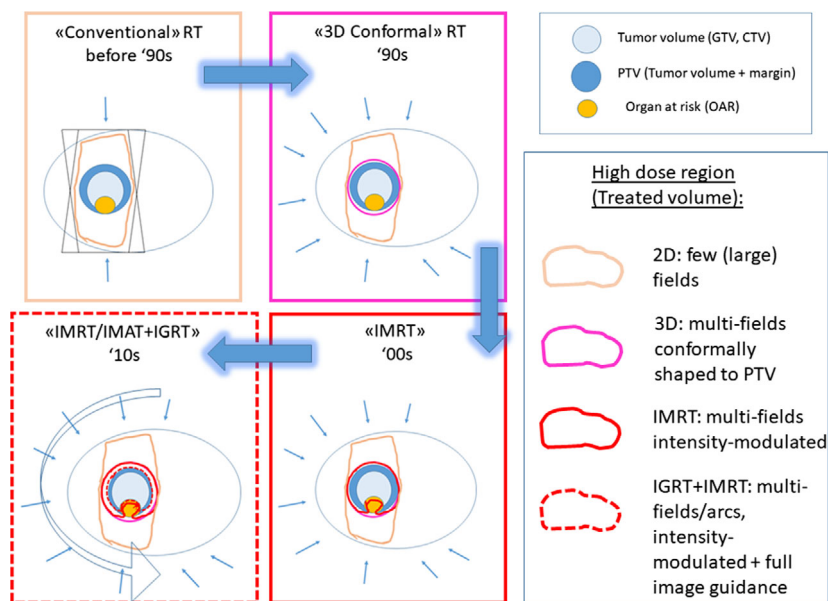 «Conventional» RT
before ‘90s
«3D Conformal» RT
‘90s
Tumor volume (GTV, CTV)
PTV (Tumor volume + margin)
Organ at risk (OAR)
«IMRT/IMAT+IGRT»
‘10s
«IMRT»
‘00s
High dose region
(Treated volume):
2D: few (large)
fields
3D: multi-fields
conformally
shaped to PTV
IMRT: multi-fields
intensity-modulated
IGRT+IMRT: multi-
fields/arcs,
intensity-
modulated + full
image guidance